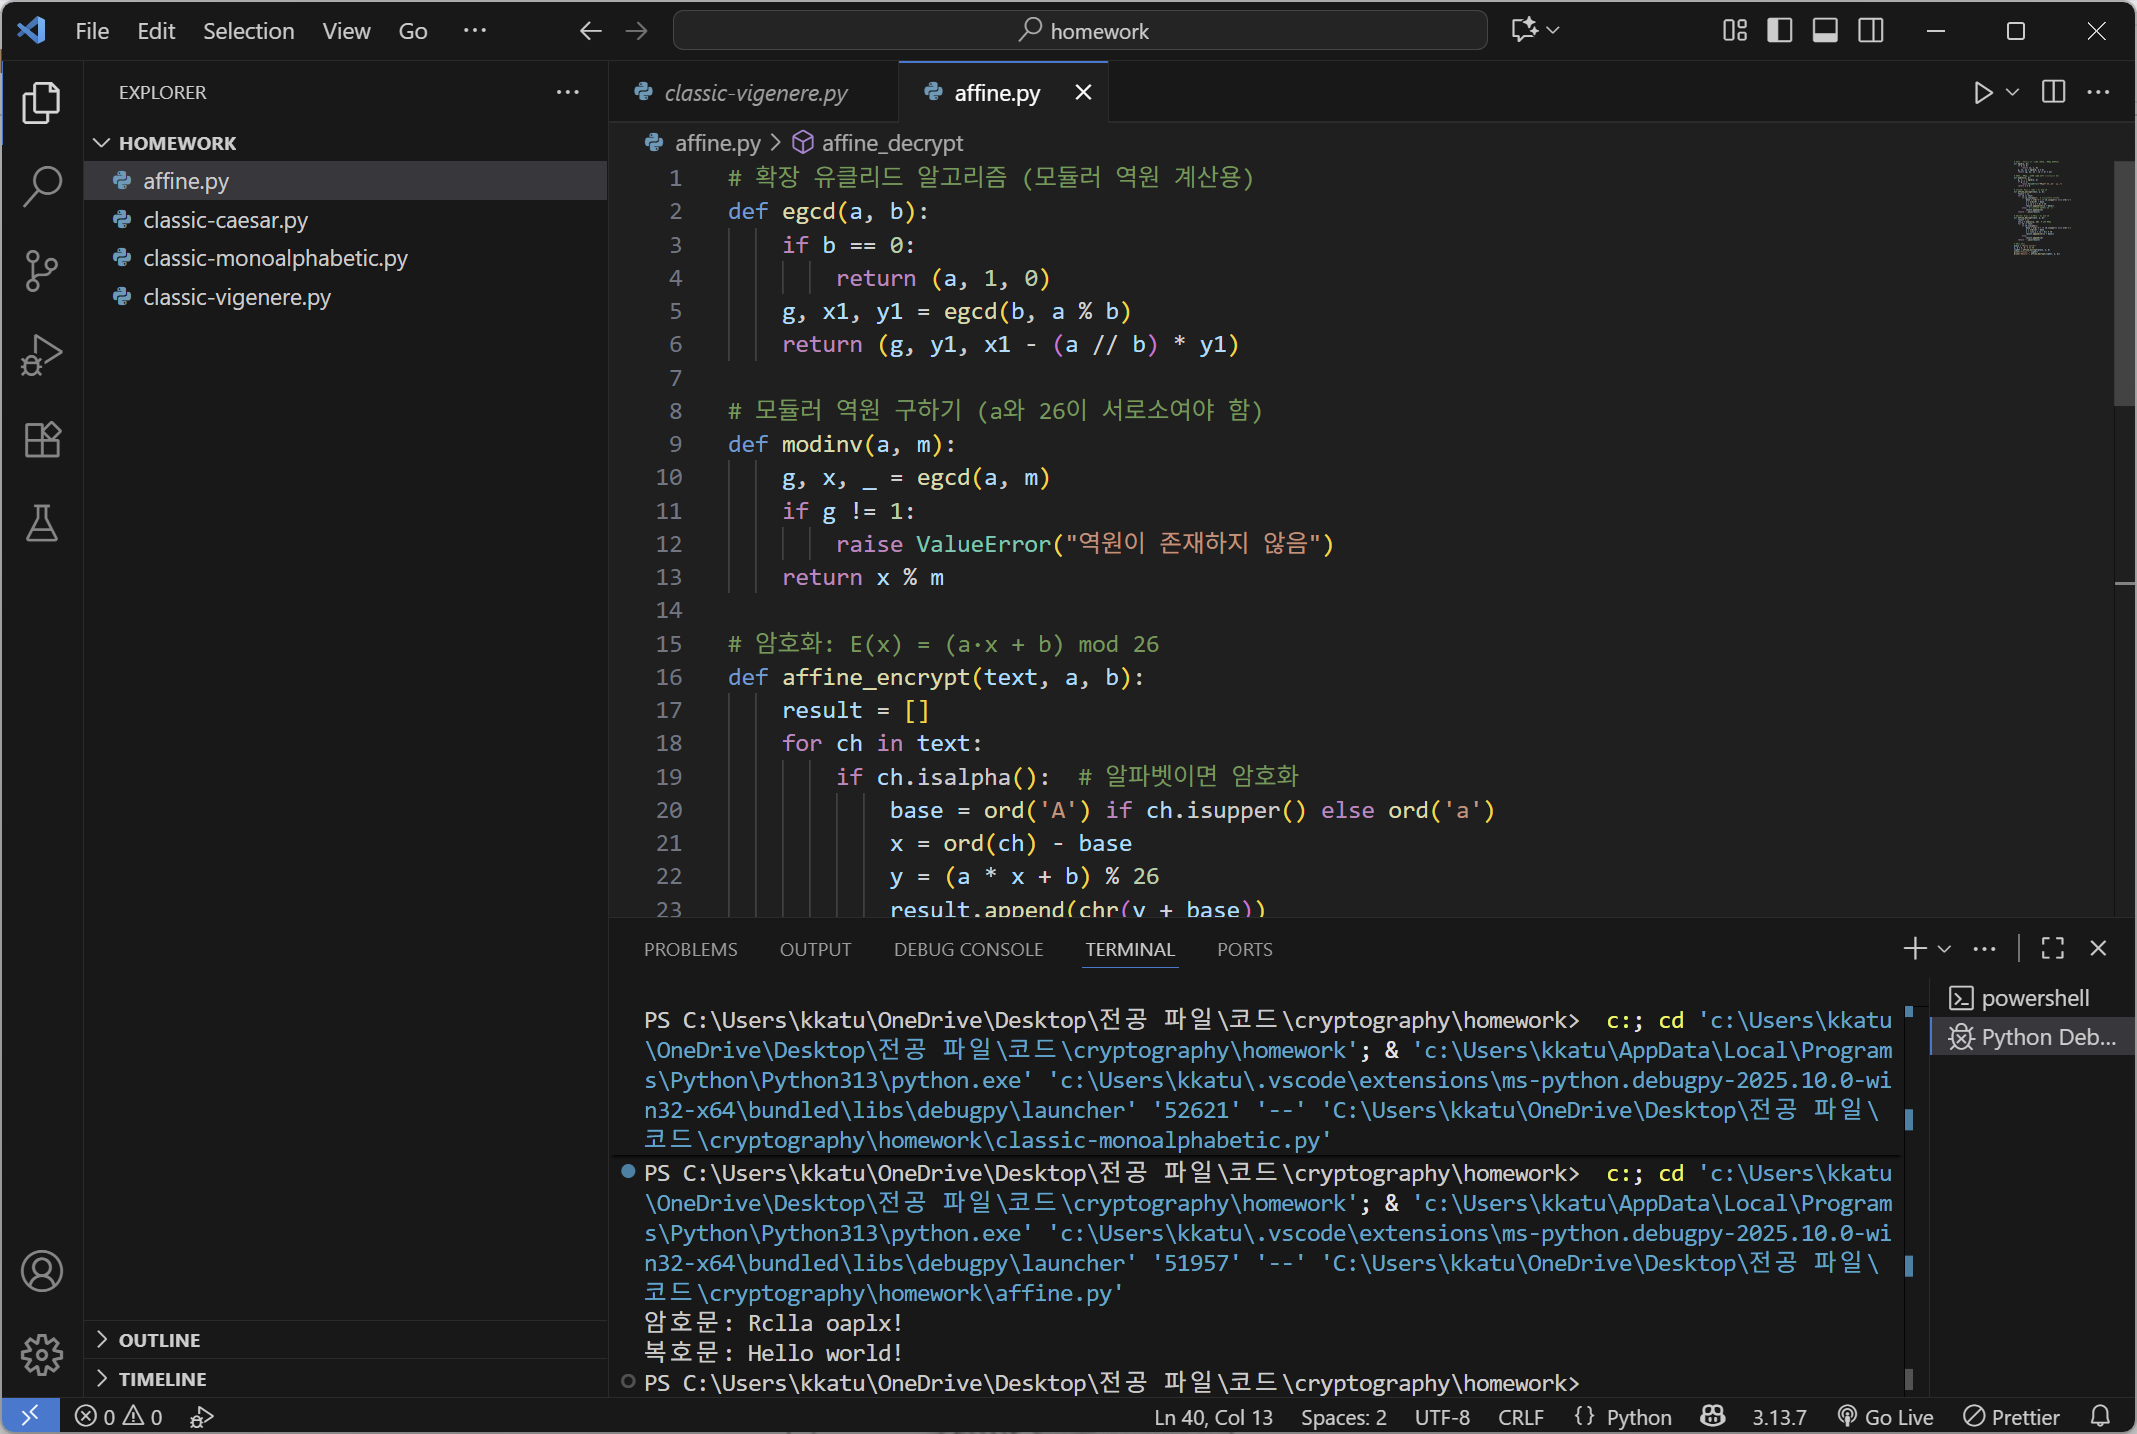 File Edit Selection View Go ···
homework
EXPLORER
HOMEWORK
affine.py
classic-caesar.py
classic-monoalphabetic.py
classic-vigenere.py
OUTLINE
TIMELINE
classic-vigenere.py
affine.py
affine.py > affine_decrypt
1 # 확장 유클리드 알고리즘 (모듈러 역원 계산용)
2 def egcd(a, b):
3 if b == 0:
4 return (a, 1, 0)
5 g, x1, y1 = egcd(b, a % b)
6 return (g, y1, x1 - (a // b) * y1)
7
8 # 모듈러 역원 구하기 (a와 26이 서로소여야 함)
9 def modinv(a, m):
10 g, x, _ = egcd(a, m)
11 if g != 1:
12 raise ValueError("역원이 존재하지 않음")
13 return x % m
14
15 # 암호화: E(x) = (a·x + b) mod 26
16 def affine_encrypt(text, a, b):
17 result = []
18 for ch in text:
19 if ch.isalpha(): # 알파벳이면 암호화
20 base = ord('A') if ch.isupper() else ord('a')
21 x = ord(ch) - base
22 y = (a * x + b) % 26
23 result.append(chr(y + base))
PROBLEMS OUTPUT DEBUG CONSOLE TERMINAL PORTS
powershell
Python Deb...
PS C:\Users\kkatu\OneDrive\Desktop\전공 파일\코드\cryptography\homework> c:; cd 'c:\Users\kkatu
\OneDrive\Desktop\전공 파일\코드\cryptography\homework'; & 'c:\Users\kkatu\AppData\Local\Program
s\Python\Python313\python.exe' 'c:\Users\kkatu\.vscode\extensions\ms-python.debugpy-2025.10.0-wi
n32-x64\bundled\libs\debugpy\launcher' '52621' '--' 'C:\Users\kkatu\OneDrive\Desktop\전공 파일\
코드\cryptography\homework\classic-monoalphabetic.py'
PS C:\Users\kkatu\OneDrive\Desktop\전공 파일\코드\cryptography\homework> c:; cd 'c:\Users\kkatu
\OneDrive\Desktop\전공 파일\코드\cryptography\homework'; & 'c:\Users\kkatu\AppData\Local\Program
s\Python\Python313\python.exe' 'c:\Users\kkatu\.vscode\extensions\ms-python.debugpy-2025.10.0-wi
n32-x64\bundled\libs\debugpy\launcher' '51957' '--' 'C:\Users\kkatu\OneDrive\Desktop\전공 파일\
코드\cryptography\homework\affine.py'
암호문: Rclla oaplx!
복호문: Hello world!
PS C:\Users\kkatu\OneDrive\Desktop\전공 파일\코드\cryptography\homework>
0 0 Ln 40, Col 13 Spaces: 2 UTF-8 CRLF {} Python 3.13.7 Go Live Prettier